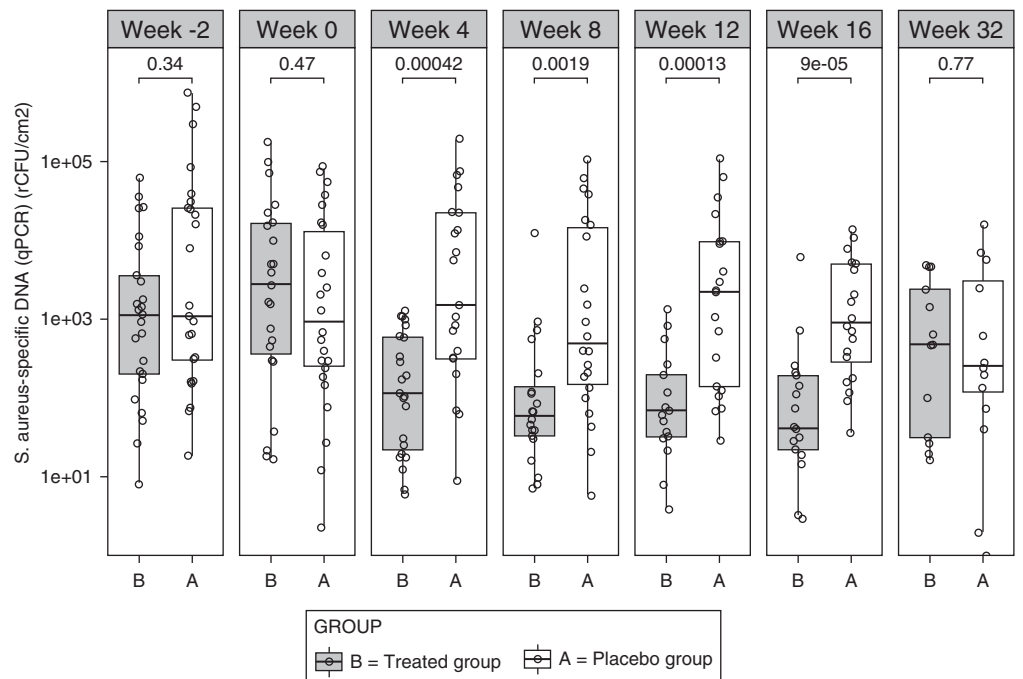 Week -2 Week 0 Week 4 Week 8 Week 12 Week 16 Week 32
0.34 0.47 0.00042 0.0019 0.00013 9e-05 0.77
S. aureus-specific DNA (qPCR) (rCFU/cm2)
1e+05
1e+03
1e+01
B A B A B A B A B A B A B A
GROUP
B = Treated group A = Placebo group